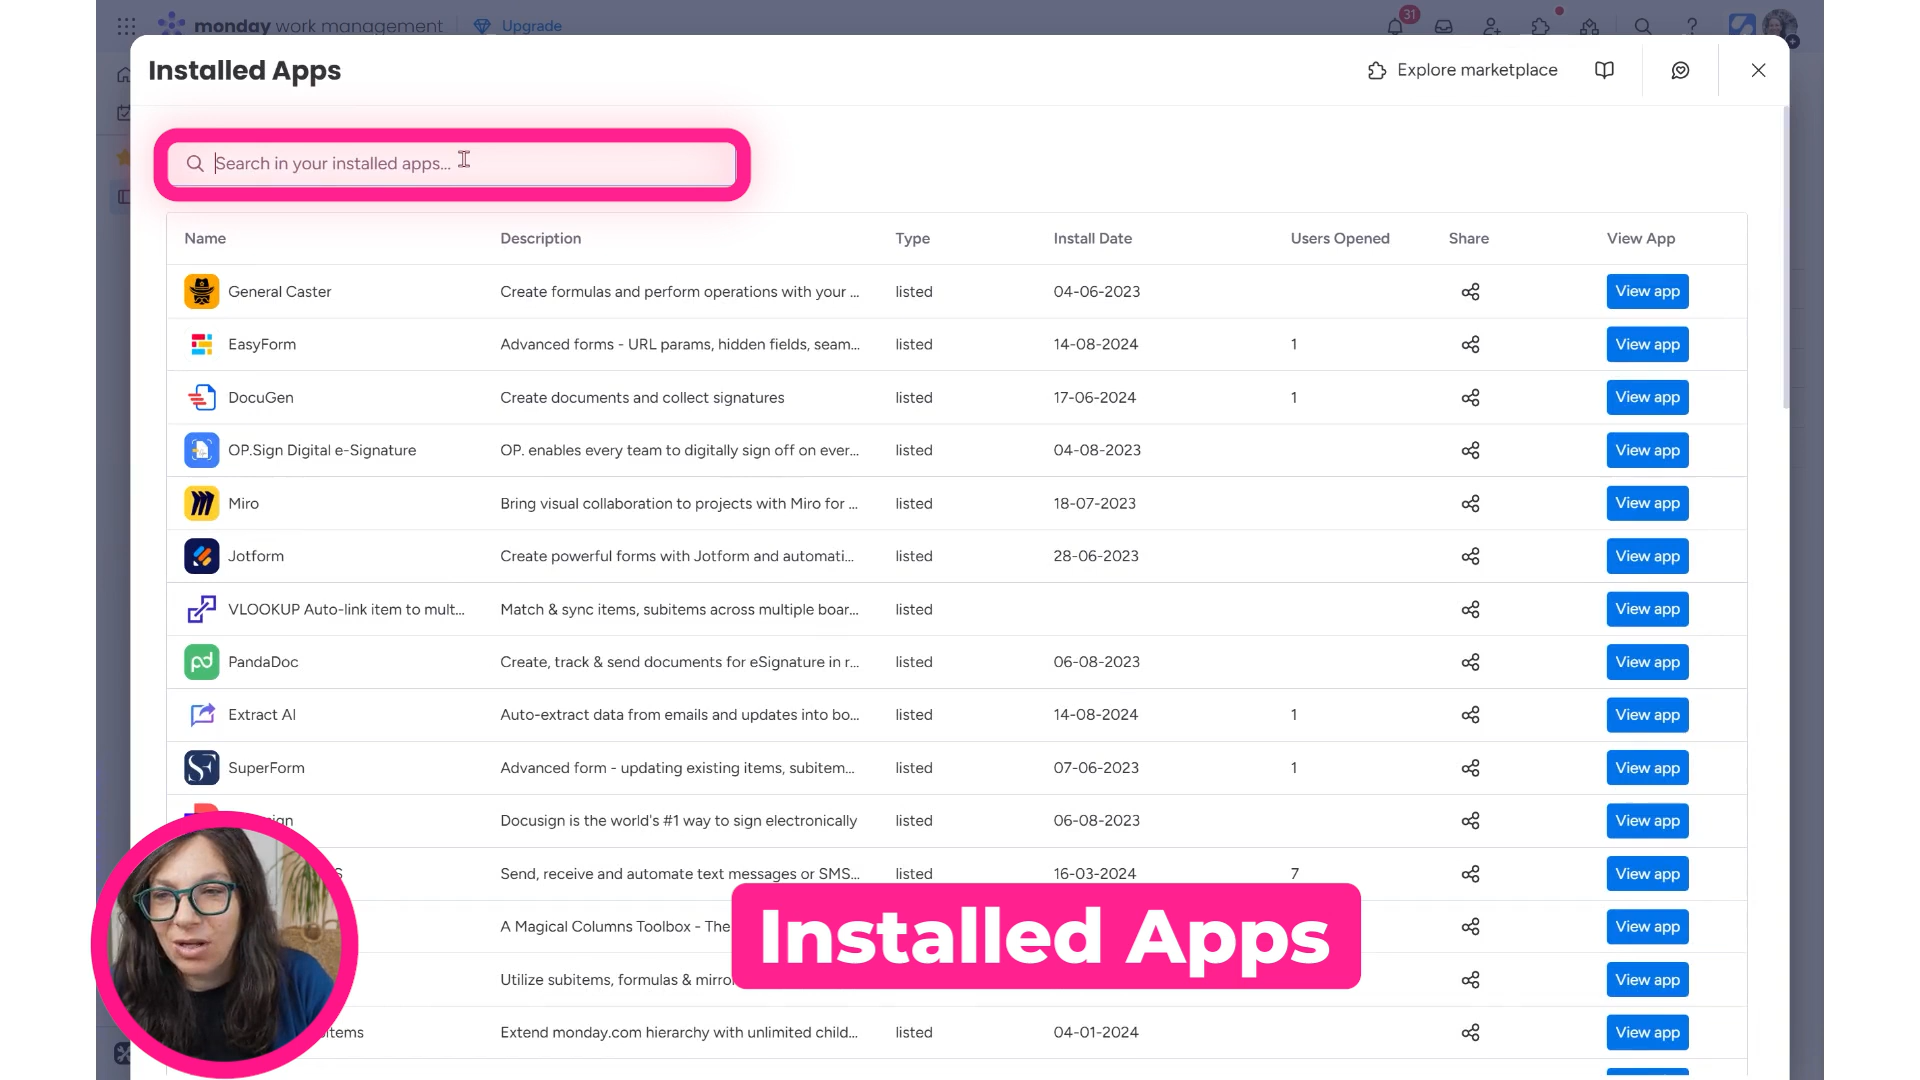 monday work management
Upgrade
31
Installed Apps
Explore marketplace
Search in your installed apps...
Name Description Type Install Date Users Opened Share View App
General Caster Create formulas and perform operations with your ... listed 04-06-2023 View app
EasyForm Advanced forms - URL params, hidden fields, seam... listed 14-08-2024 1 View app
DocuGen Create documents and collect signatures listed 17-06-2024 1 View app
OP.Sign Digital e-Signature OP. enables every team to digitally sign off on ever... listed 04-08-2023 View app
Miro Bring visual collaboration to projects with Miro for ... listed 18-07-2023 View app
Jotform Create powerful forms with Jotform and automati... listed 28-06-2023 View app
VLOOKUP Auto-link item to mult... Match & sync items, subitems across multiple boar... listed View app
pd PandaDoc Create, track & send documents for eSignature in r... listed 06-08-2023 View app
Extract AI Auto-extract data from emails and updates into bo... listed 14-08-2024 1 View app
SF SuperForm Advanced form - updating existing items, subitem... listed 07-06-2023 1 View app
Docusign is the world's #1 way to sign electronically listed 06-08-2023 View app
Send, receive and automate text messages or SMS... listed 16-03-2024 7 View app
A Magical Columns Toolbox - The View app
Utilize subitems, formulas & mirro View app
Installed Apps
Extend monday.com hierarchy with unlimited child... listed 04-01-2024 View app